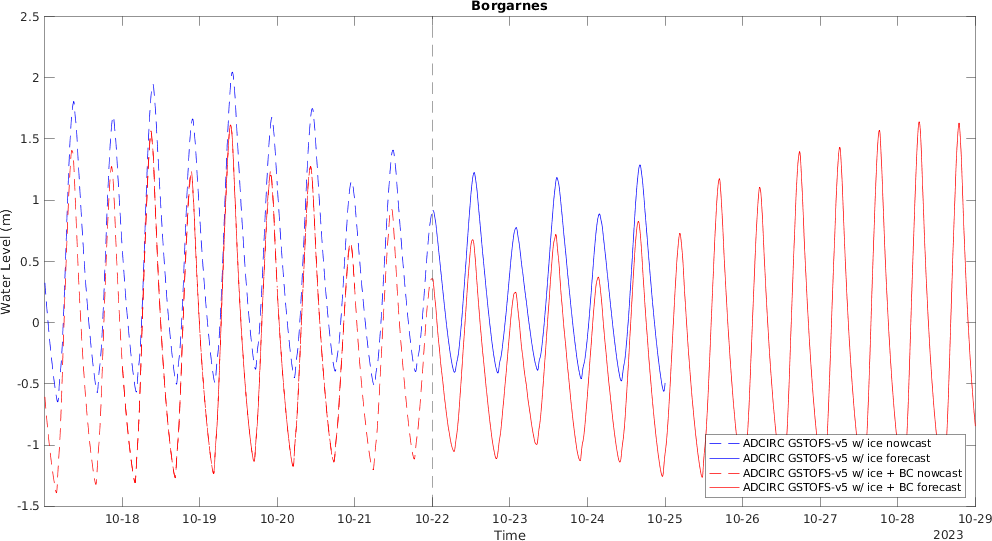 Borgarnes
2.5
2
1.5
1
0.5
0
-0.5
-1
-1.5
Water Level (m)
ADCIRC GSTOFS-v5 w/ ice nowcast
ADCIRC GSTOFS-v5 w/ ice forecast
ADCIRC GSTOFS-v5 w/ ice + BC nowcast
ADCIRC GSTOFS-v5 w/ ice + BC forecast
10-18 10-19 10-20 10-21 10-22 10-23 10-24 10-25 10-26 10-27 10-28 10-29
Time
2023